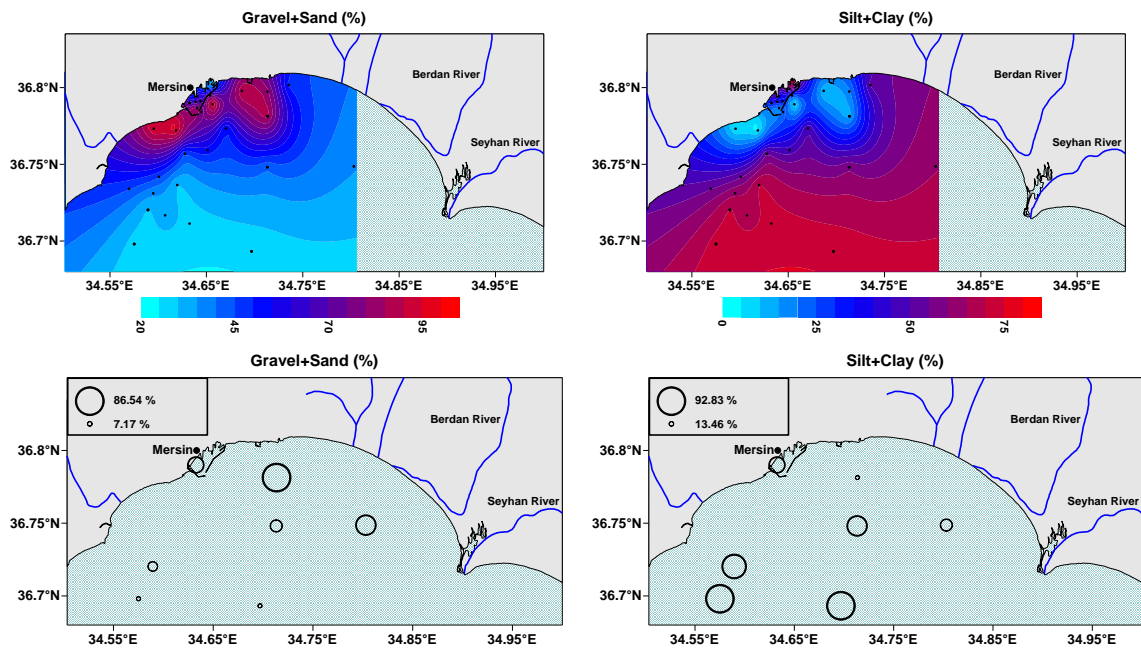 Gravel+Sand (%)
Mersin
Berdan River
Seyhan River
36.8°N
36.75°N
36.7°N
34.55°E 34.65°E 34.75°E 34.85°E 34.95°E
20 45 70 95
Silt+Clay (%)
Mersin
Berdan River
Seyhan River
36.8°N
36.75°N
36.7°N
34.55°E 34.65°E 34.75°E 34.85°E 34.95°E
0 25 50 75
Gravel+Sand (%)
86.54 %
7.17 %
Mersin
Berdan River
Seyhan River
36.8°N
36.75°N
36.7°N
34.55°E 34.65°E 34.75°E 34.85°E 34.95°E
Silt+Clay (%)
92.83 %
13.46 %
Mersin
Berdan River
Seyhan River
36.8°N
36.75°N
36.7°N
34.55°E 34.65°E 34.75°E 34.85°E 34.95°E